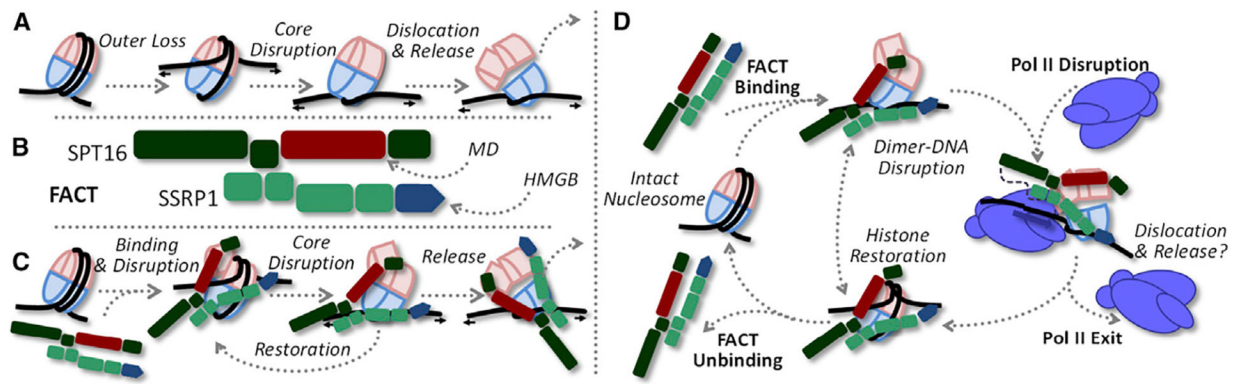 A
Outer Loss
Core
Disruption
Dislocation
& Release
B
SPT16
MD
FACT
SSRP1
HMGB
C
Binding
& Disruption
Core
Disruption
Release
Restoration
D
FACT
Binding
Pol II Disruption
Dimer-DNA
Disruption
Intact
Nucleosome
Histone
Restoration
Dislocation
& Release?
FACT
Unbinding
Pol II Exit